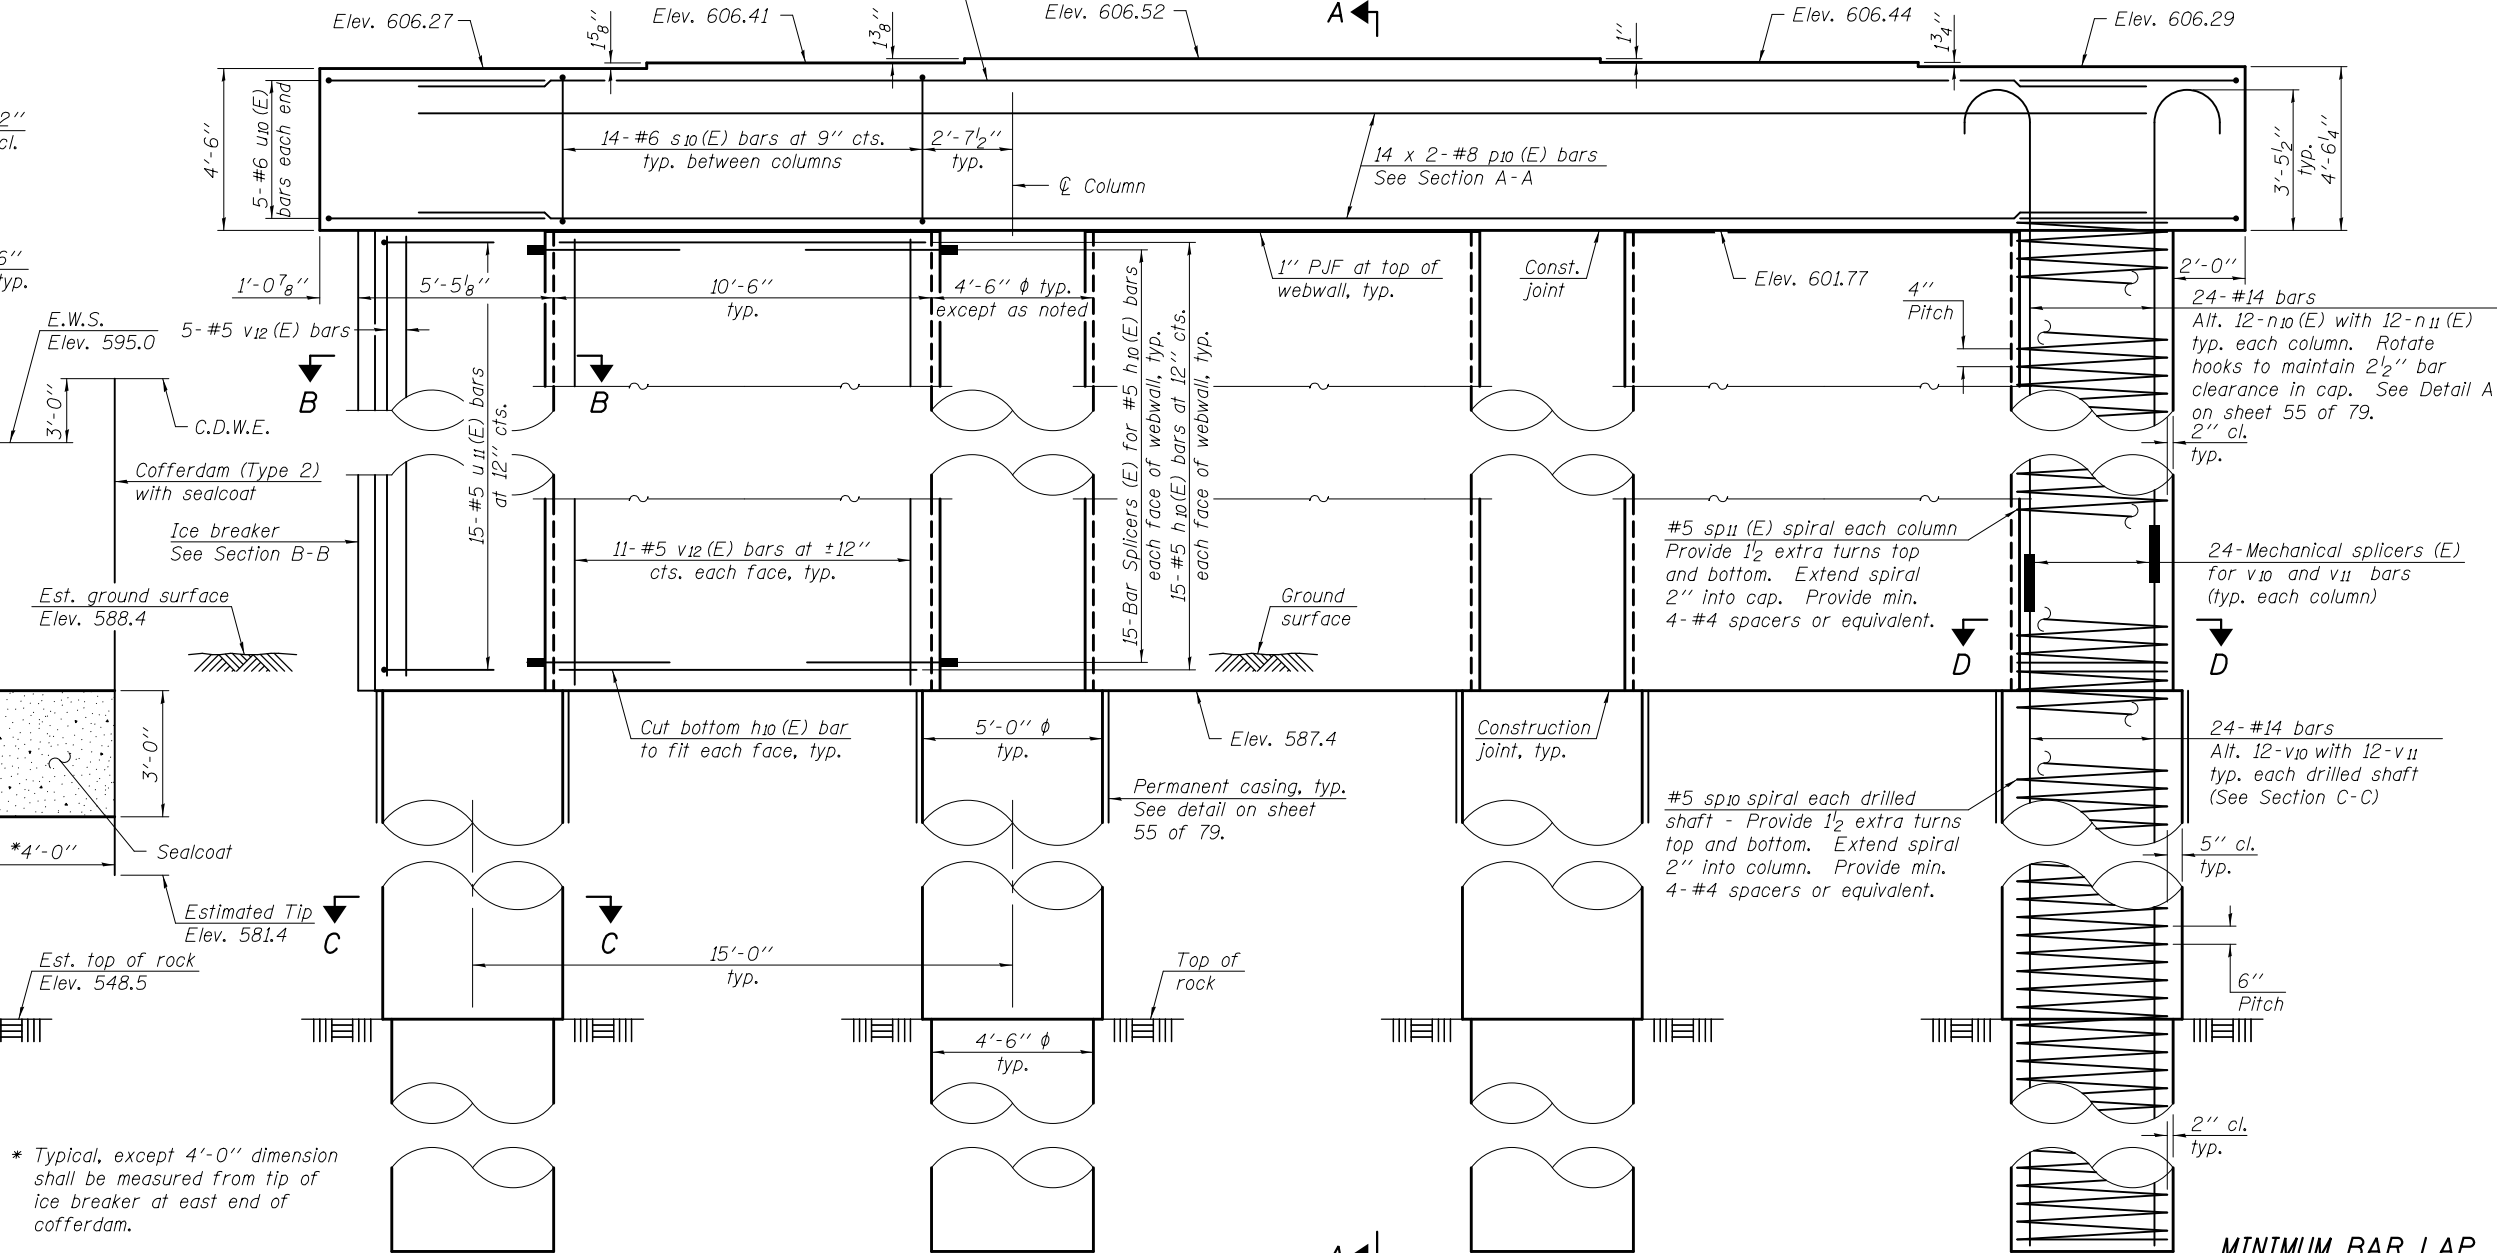 Elev. 606.27
1 5/8"
Elev. 606.41
1 3/8"
Elev. 606.52
A
1"
Elev. 606.44
1 3/4"
Elev. 606.29
2"
cl.
6"
typ.
4'-6"
5-#6 u10(E)
bars each end
14-#6 s10(E) bars at 9" cts.
typ. between columns
2'-7 1/2"
typ.
℄ Column
14 x 2-#8 p10(E) bars
See Section A-A
3'-5 1/2"
typ.
4'-6 1/4"
1'-0 7/8"
5'-5 1/8"
10'-6"
typ.
4'-6" ϕ typ.
except as noted
1" PJF at top of
webwall, typ.
Const.
joint
Elev. 601.77
2'-0"
4"
Pitch
24-#14 bars
Alt. 12-n10(E) with 12-n11(E)
typ. each column. Rotate
hooks to maintain 2 1/2" bar
clearance in cap. See Detail A
on sheet 55 of 79.
2" cl.
typ.
E.W.S.
Elev. 595.0
5-#5 v12(E) bars
B
B
3'-0"
C.D.W.E.
Cofferdam (Type 2)
with sealcoat
Ice breaker
See Section B-B
15-#5 u11(E) bars
at 12" cts.
11-#5 v12(E) bars at ±12"
cts. each face, typ.
15-Bar Splicers (E) for #5 h10(E) bars
each face of webwall, typ.
15-#5 h10(E) bars at 12" cts.
each face of webwall, typ.
#5 sp11 (E) spiral each column
Provide 1 1/2 extra turns top
and bottom. Extend spiral
2" into cap. Provide min.
4-#4 spacers or equivalent.
24-Mechanical splicers (E)
for v10 and v11 bars
(typ. each column)
Est. ground surface
Elev. 588.4
Ground
surface
D
D
3'-0"
Cut bottom h10(E) bar
to fit each face, typ.
5'-0" ϕ
typ.
Elev. 587.4
Construction
joint, typ.
24-#14 bars
Alt. 12-v10 with 12-v11
typ. each drilled shaft
(See Section C-C)
Permanent casing, typ.
See detail on sheet
55 of 79.
#5 sp10 spiral each drilled
shaft - Provide 1 1/2 extra turns
top and bottom. Extend spiral
2" into column. Provide min.
4-#4 spacers or equivalent.
*4'-0"
Sealcoat
5" cl.
typ.
Estimated Tip
Elev. 581.4
C
C
Est. top of rock
Elev. 548.5
15'-0"
typ.
Top of
rock
6"
Pitch
4'-6" ϕ
typ.
2" cl.
typ.
* Typical, except 4'-0" dimension
shall be measured from tip of
ice breaker at east end of
cofferdam.
A
MINIMUM BAR LAP